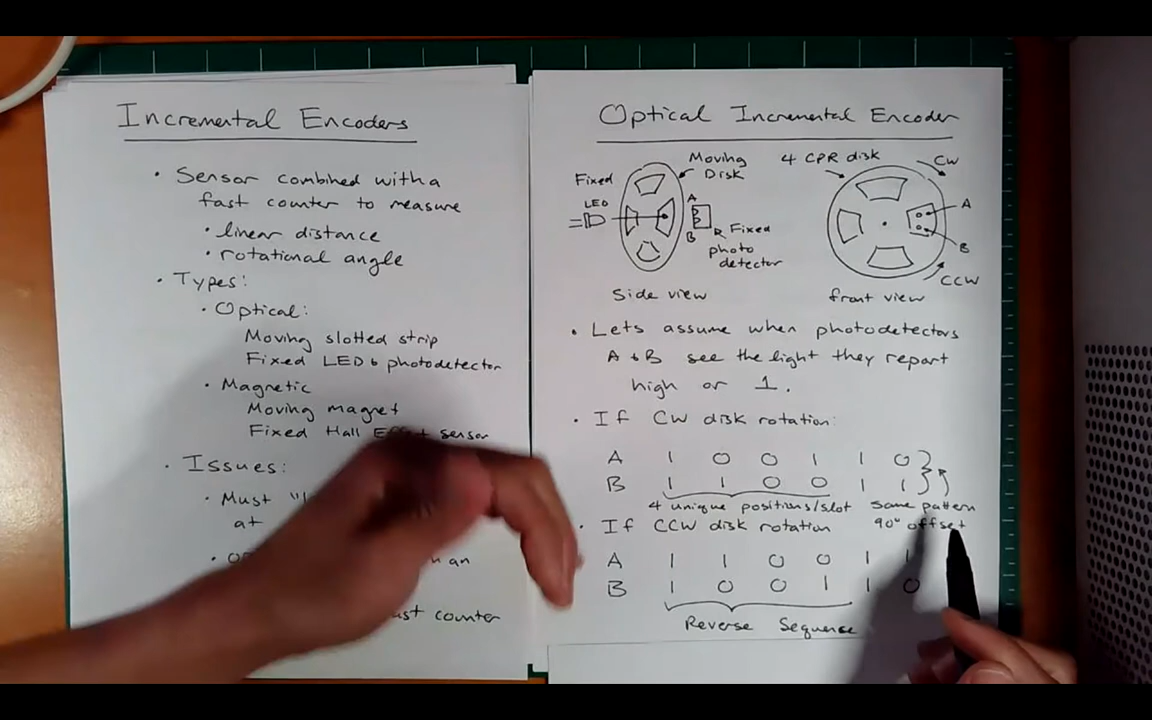 Incremental Encoders
• Sensor combined with a
fast counter to measure
• linear distance
• rotational angle
• Types:
• Optical:
Moving slotted strip
Fixed LED & photodetector
• Magnetic
Moving magnet
Fixed Hall Effect sensor
• Issues:
• Must
at
an
counter
Optical Incremental Encoder
Fixed
LED
Moving
Disk
A
B
Fixed
photo
detector
Side view
4 CPR disk
CW
A
B
CCW
front view
• Lets assume when photodetectors
A & B see the light they report
high or 1.
• If CW disk rotation:
A 1 0 0 1 1 0
B 1 1 0 0 1 1
4 unique positions/slot
Same pattern
90° offset
• If CCW disk rotation
A 1 1 0 0 1 1
B 1 0 0 1 1 0
Reverse Sequence